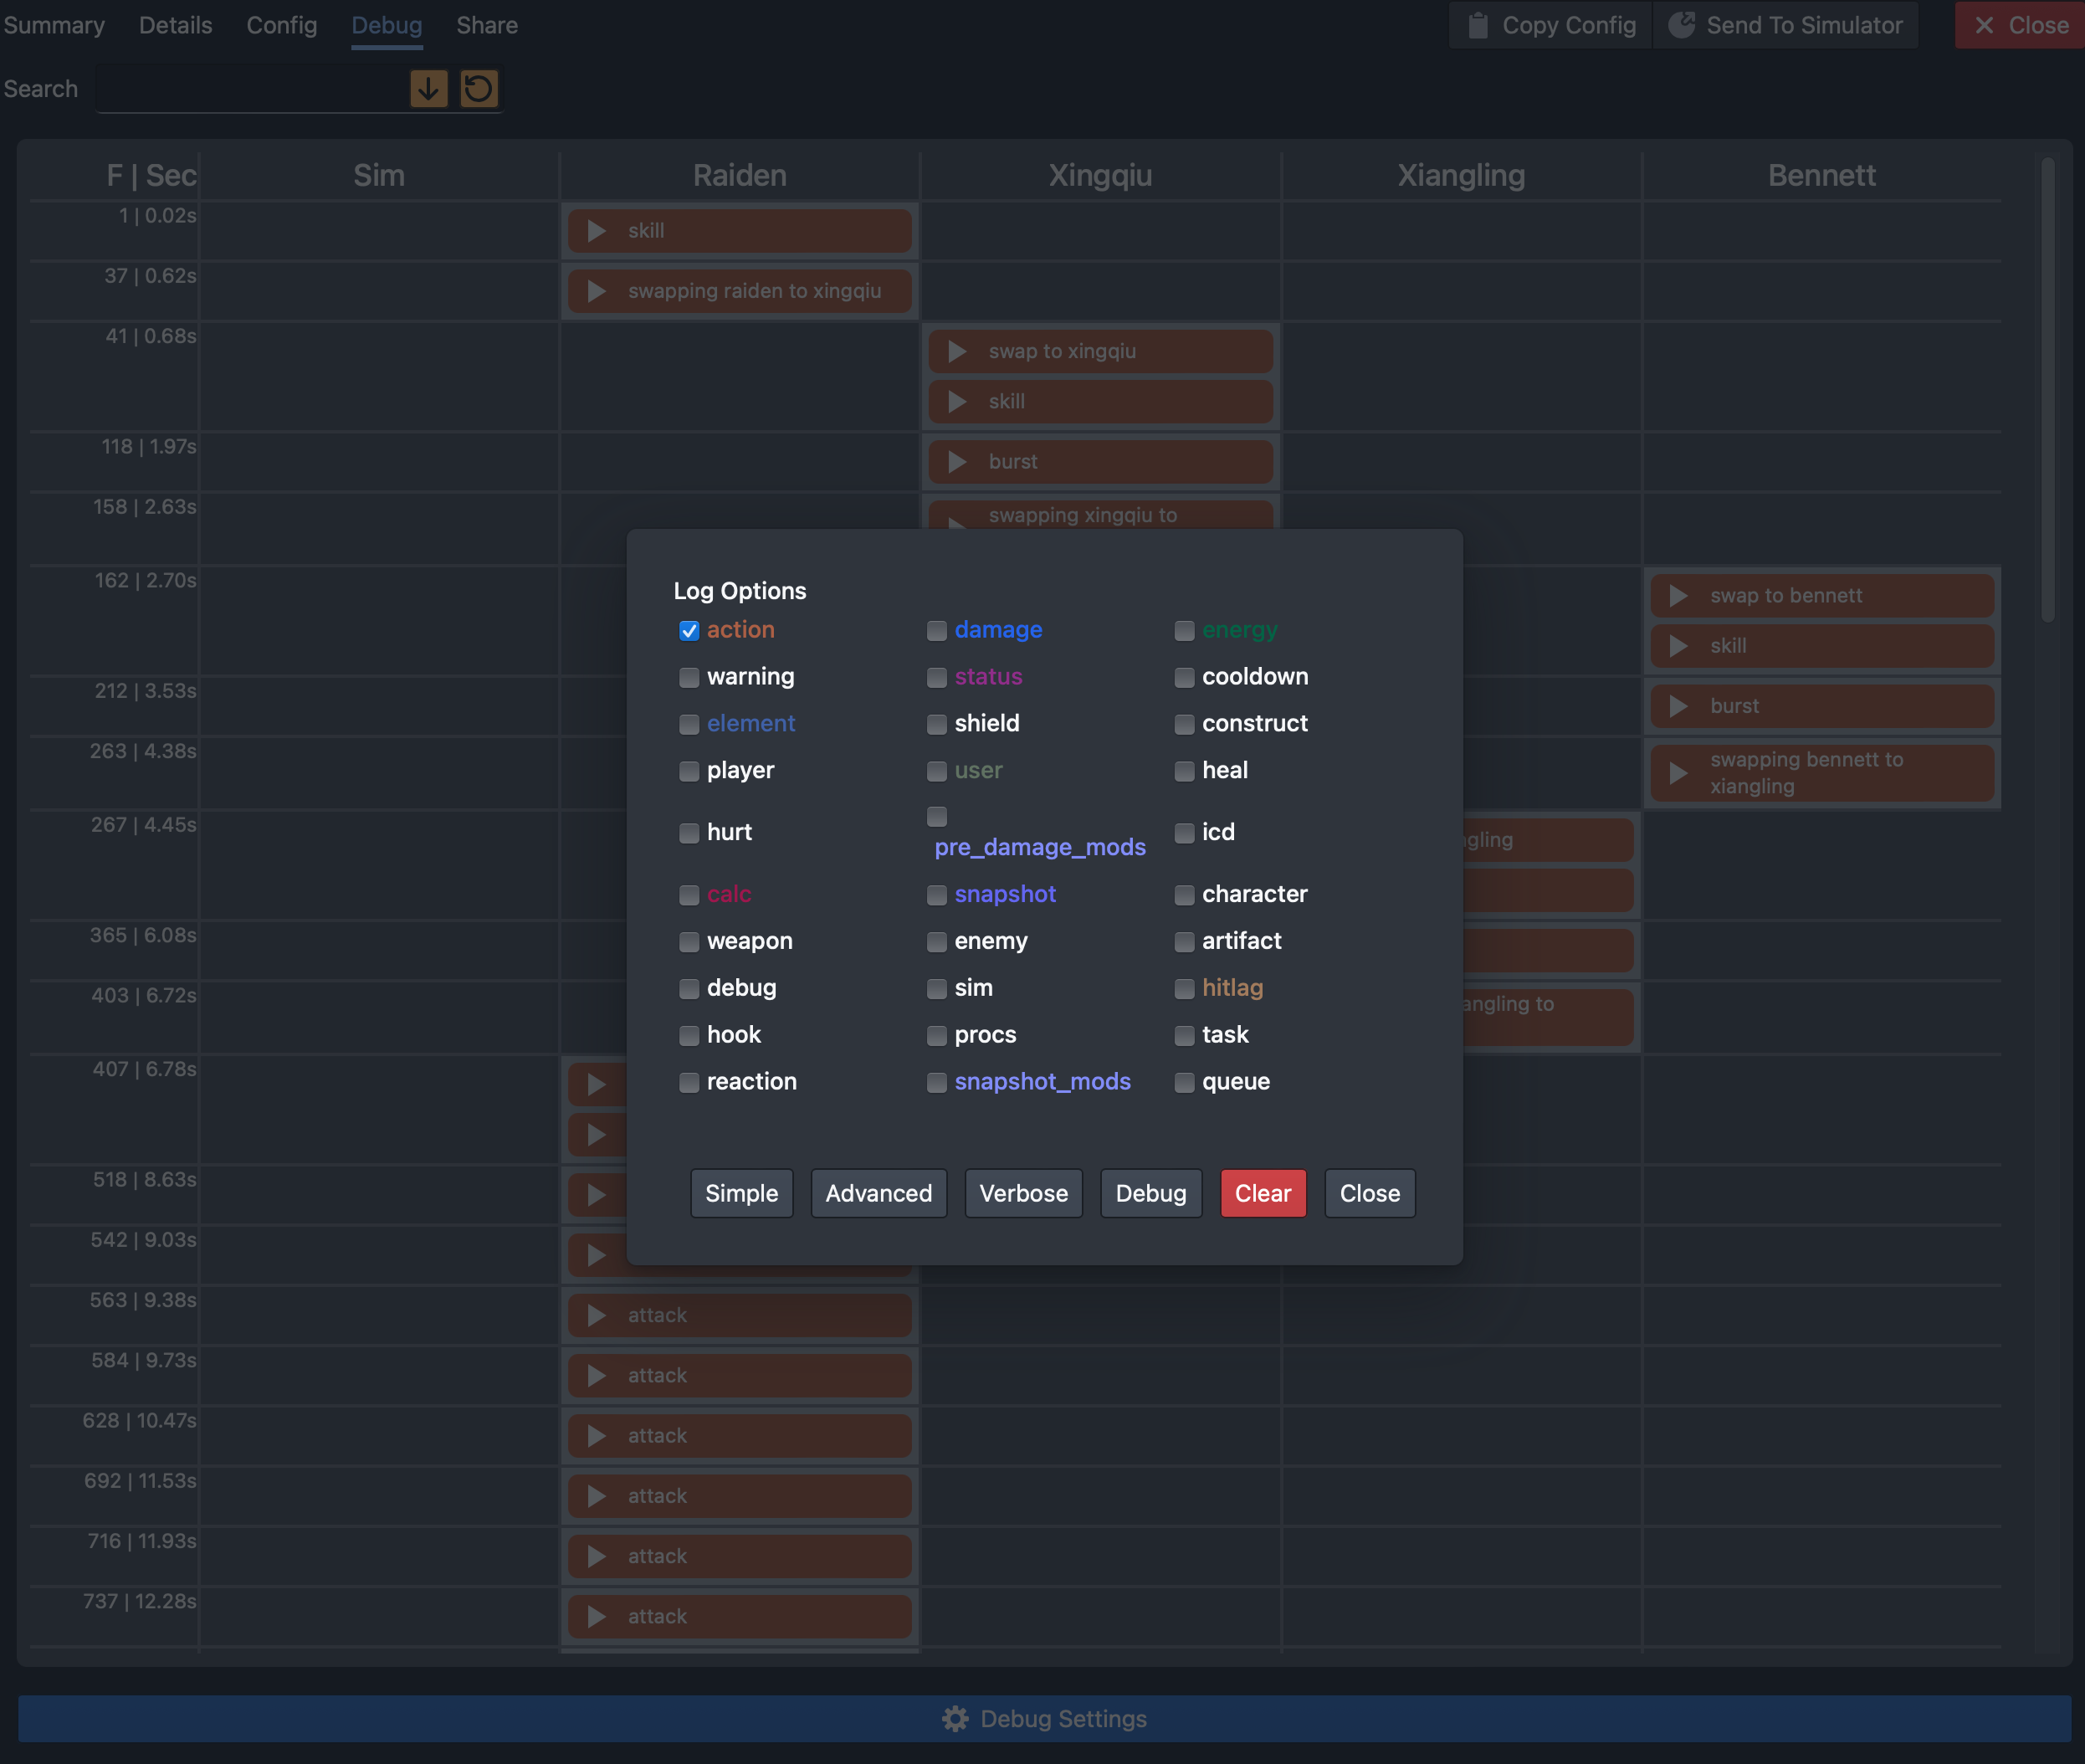 Summary Details Config Debug Share Copy Config Send To Simulator Close
Search
F | Sec Sim Raiden Xingqiu Xiangling Bennett
1 | 0.02s skill
37 | 0.62s swapping raiden to xingqiu
41 | 0.68s swap to xingqiu
skill
118 | 1.97s burst
158 | 2.63s swapping xingqiu to
162 | 2.70s swap to bennett
skill
212 | 3.53s burst
263 | 4.38s swapping bennett to
xiangling
267 | 4.45s ngling
365 | 6.08s
403 | 6.72s angling to
407 | 6.78s
518 | 8.63s
542 | 9.03s
563 | 9.38s attack
584 | 9.73s attack
628 | 10.47s attack
692 | 11.53s attack
716 | 11.93s attack
737 | 12.28s attack
Log Options
action damage energy
warning status cooldown
element shield construct
player user heal
hurt pre_damage_mods icd
calc snapshot character
weapon enemy artifact
debug sim hitlag
hook procs task
reaction snapshot_mods queue
Simple Advanced Verbose Debug Clear Close
Debug Settings